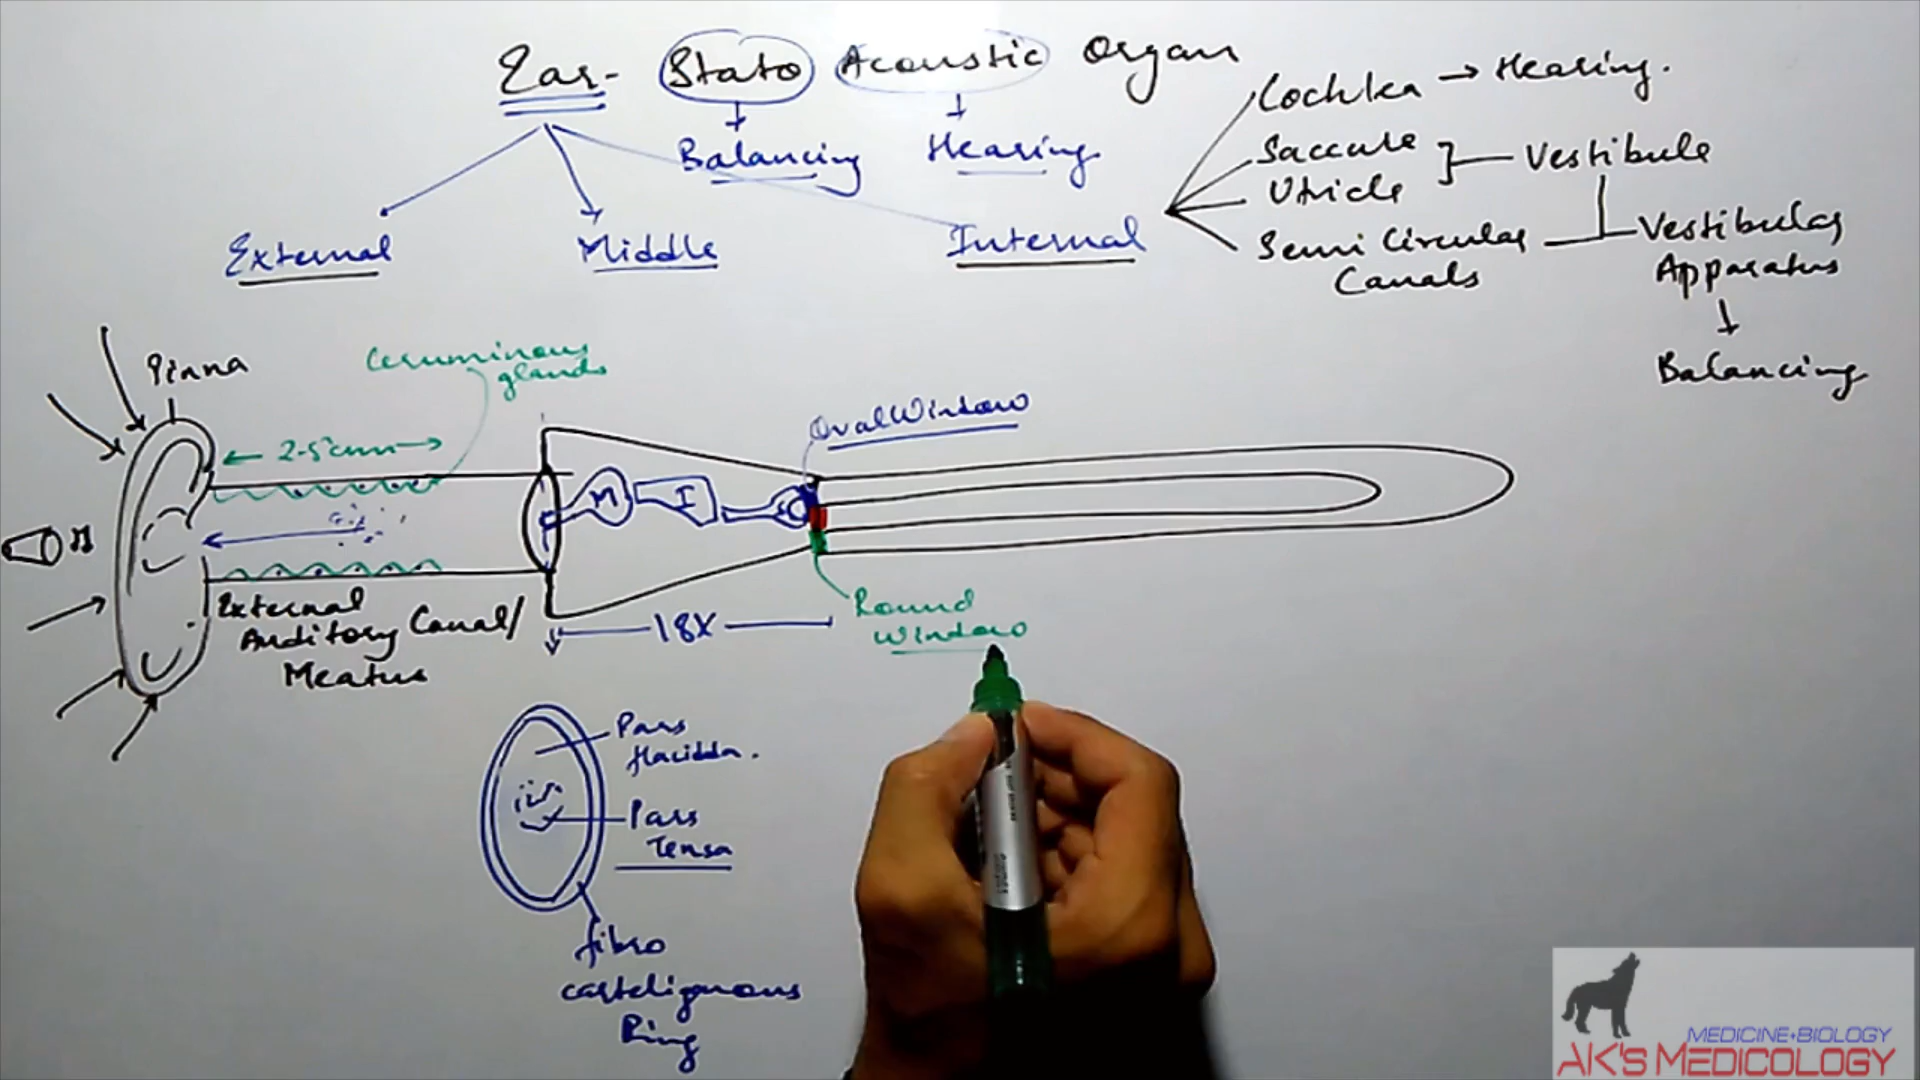 Ear- Stato Acoustic Organ
Balancing
Hearing
External
Middle
Internal
Cochlea → Hearing.
Saccule
Utricle
Vestibule
Semi Circular
Canals
Vestibular
Apparatus
Balancing
Pinna
Ceruminous
glands
2.5cm
Oval Window
M
I
External
Auditory Canal/
Meatus
18X
Round
Window
Pars
flacidda.
Pars
Tensa
fibro
cartelignous
Ring
MEDICINE+BIOLOGY
AK'S MEDICOLOGY